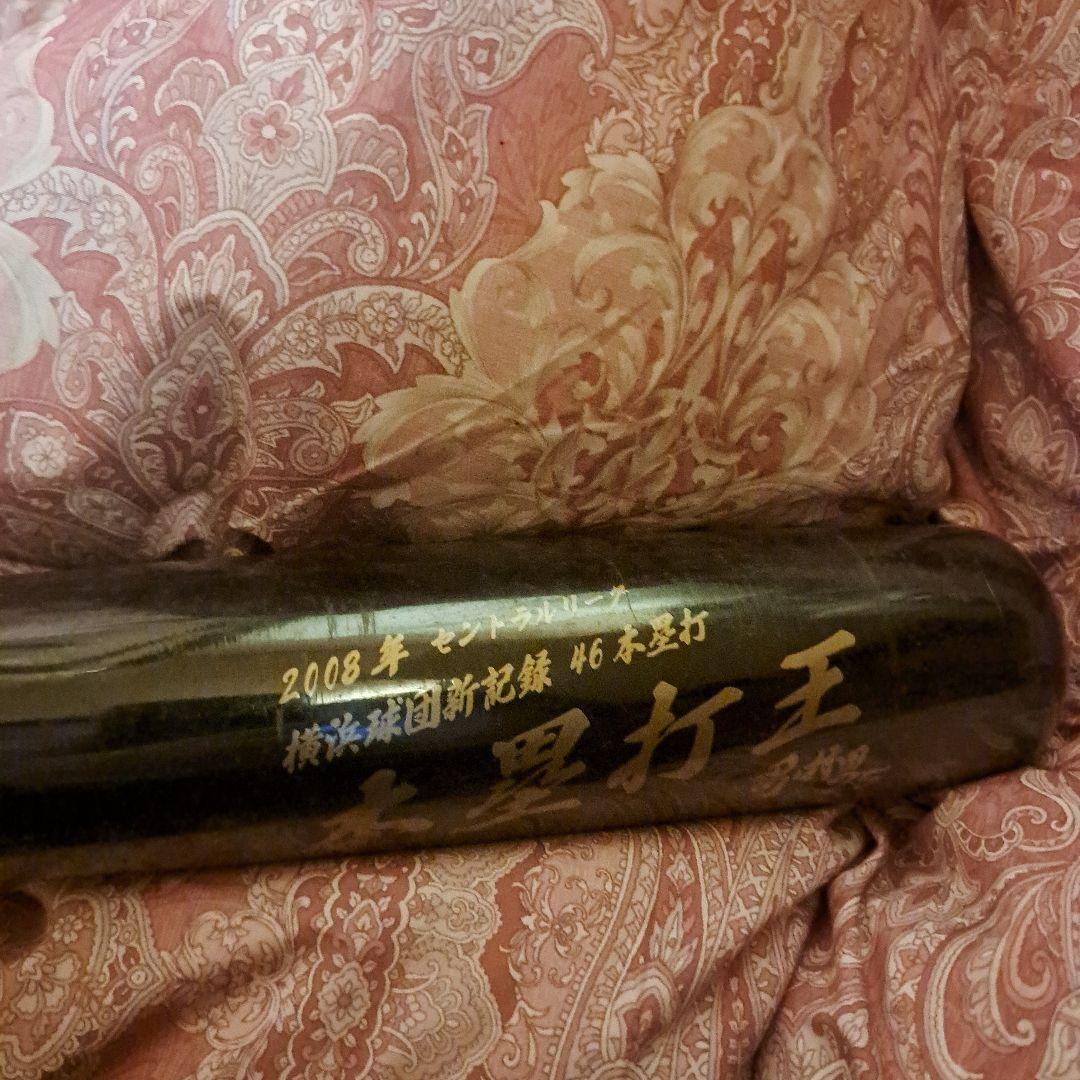 2008年 セントラルリーグ
横浜球団新記録 46本塁打
本塁打王